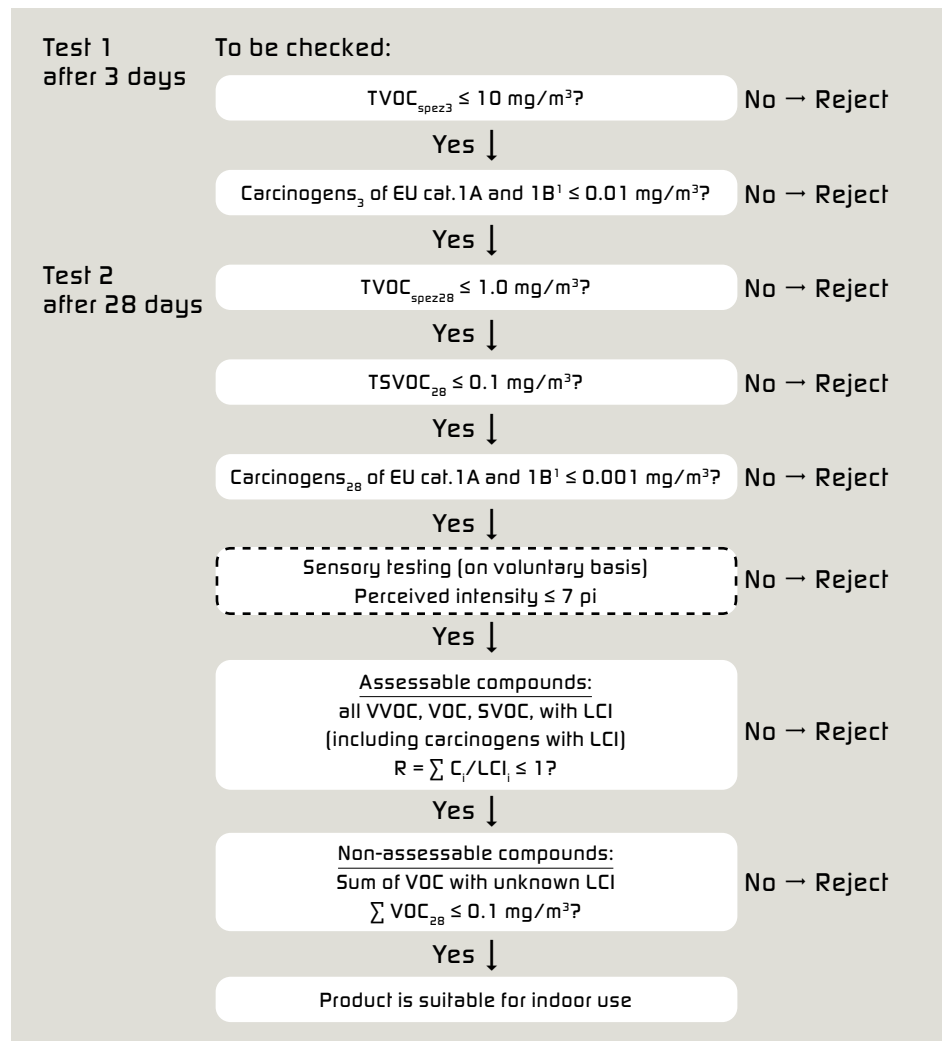 Test 1
after 3 days
To be checked:
TVOCspez3 ≤ 10 mg/m³?
No → Reject
Yes ↓
Carcinogens₃ of EU cat.1A and 1B¹ ≤ 0.01 mg/m³?
No → Reject
Yes ↓
Test 2
after 28 days
TVOCspez28 ≤ 1.0 mg/m³?
No → Reject
Yes ↓
TSVOC₂₈ ≤ 0.1 mg/m³?
No → Reject
Yes ↓
Carcinogens₂₈ of EU cat.1A and 1B¹ ≤ 0.001 mg/m³?
No → Reject
Yes ↓
Sensory testing (on voluntary basis)
Perceived intensity ≤ 7 pi
No → Reject
Yes ↓
Assessable compounds:
all VVOC, VOC, SVOC, with LCI
(including carcinogens with LCI)
R = ∑ Cᵢ/LCIᵢ ≤ 1?
No → Reject
Yes ↓
Non-assessable compounds:
Sum of VOC with unknown LCI
∑ VOC₂₈ ≤ 0.1 mg/m³?
No → Reject
Yes ↓
Product is suitable for indoor use